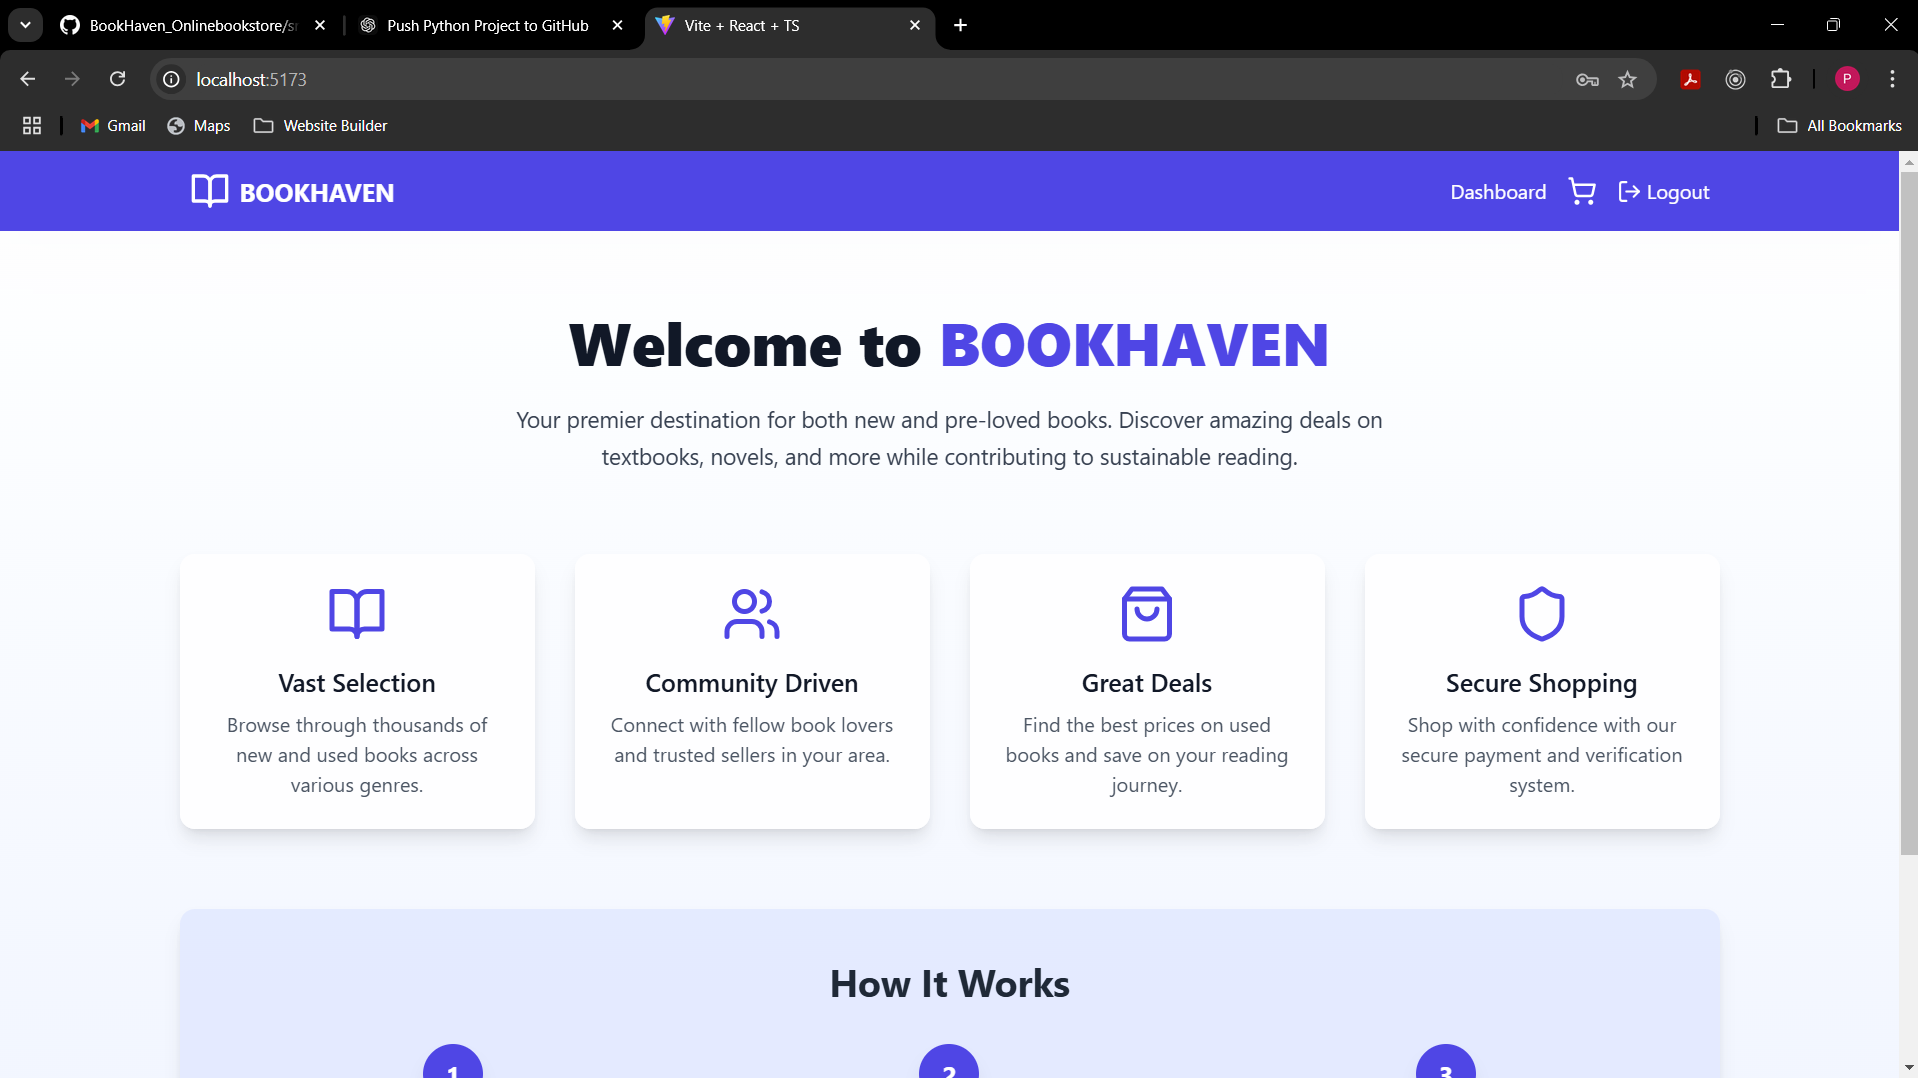 BookHaven_Onlinebookstore/sr
Push Python Project to GitHub
Vite + React + TS
localhost:5173
P
Gmail
Maps
Website Builder
All Bookmarks
BOOKHAVEN
Dashboard
Logout
Welcome to BOOKHAVEN
Your premier destination for both new and pre-loved books. Discover amazing deals on
textbooks, novels, and more while contributing to sustainable reading.
Vast Selection
Browse through thousands of
new and used books across
various genres.
Community Driven
Connect with fellow book lovers
and trusted sellers in your area.
Great Deals
Find the best prices on used
books and save on your reading
journey.
Secure Shopping
Shop with confidence with our
secure payment and verification
system.
How It Works
1
2
3